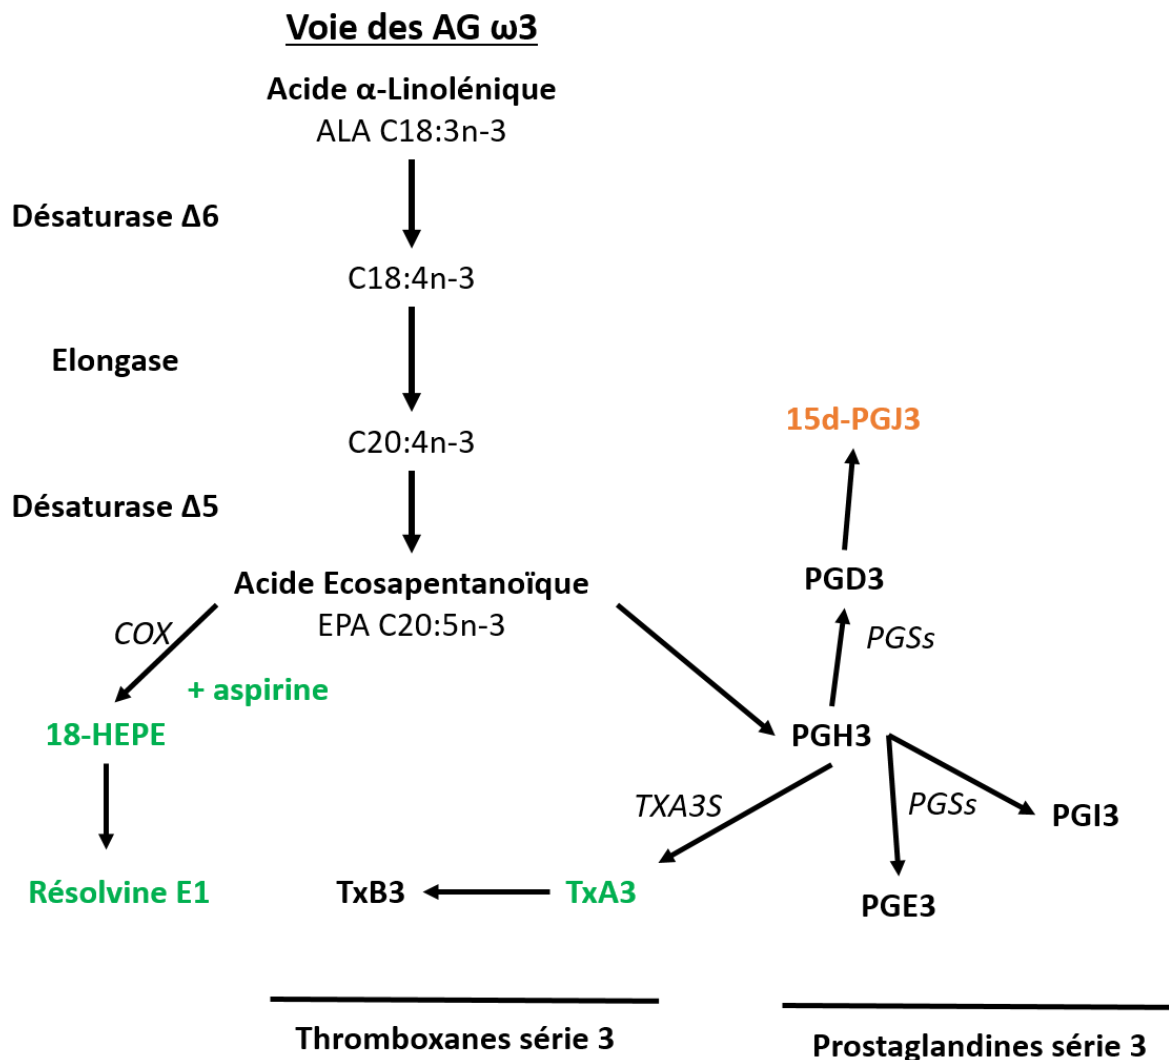 Voie des AG ω3
Acide α-Linolénique
ALA C18:3n-3
Désaturase Δ6
C18:4n-3
Elongase
15d-PGJ3
C20:4n-3
Désaturase Δ5
Acide Ecosapentanoïque
PGD3
EPA C20:5n-3
COX
PGSs
+ aspirine
18-HEPE
PGH3
TXA3S
PGSs
PGI3
Résolvine E1
TxB3
TxA3
PGE3
Thromboxanes série 3
Prostaglandines série 3